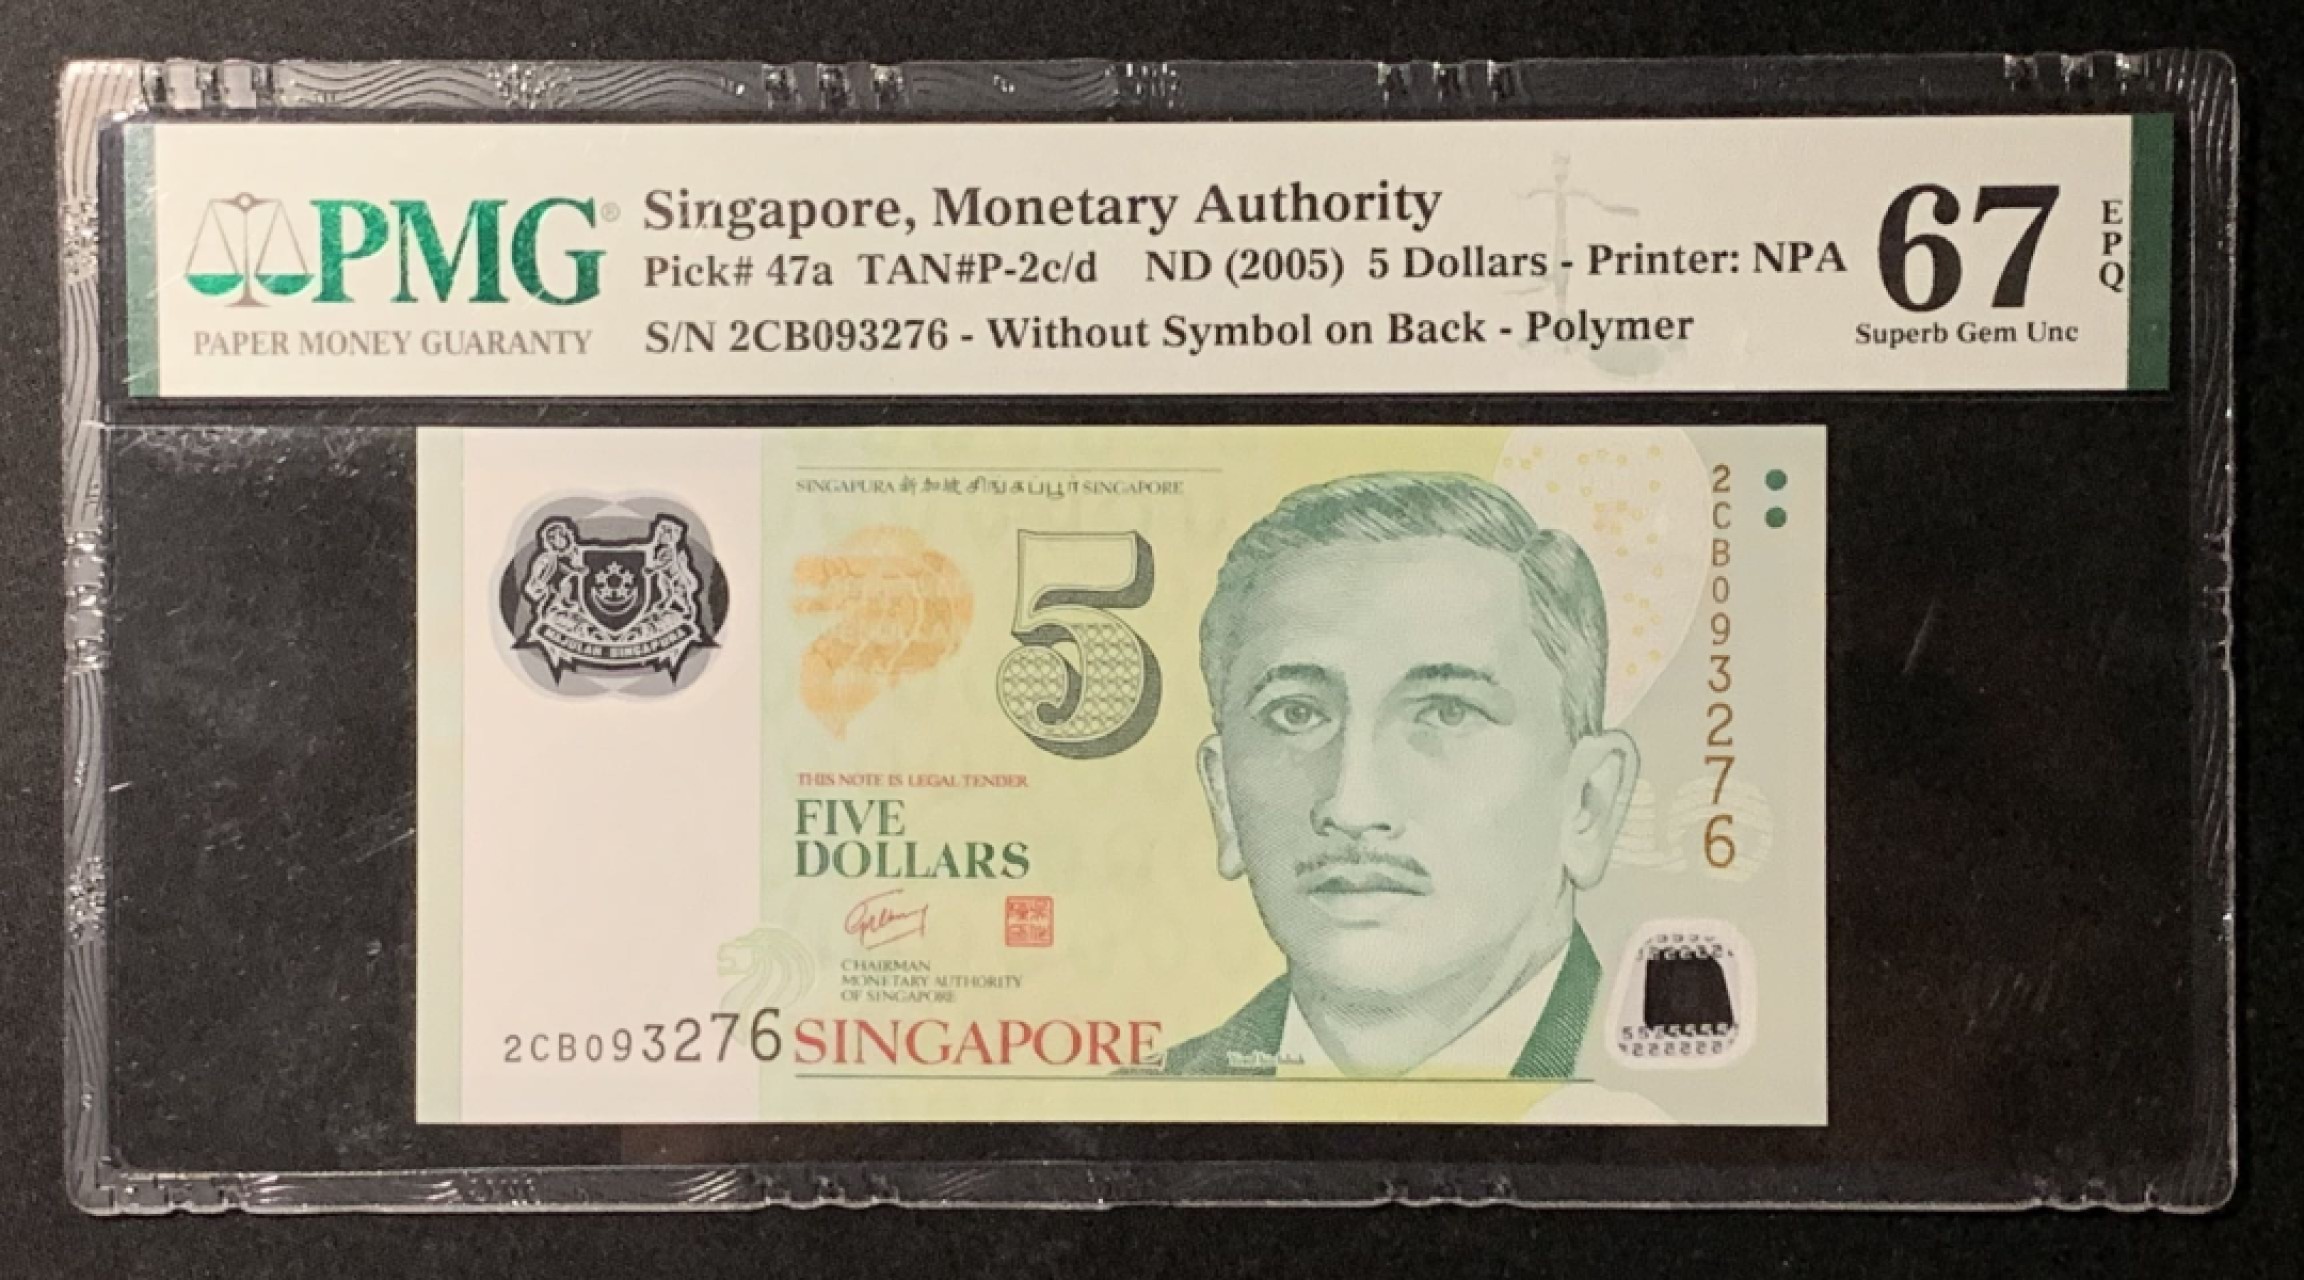 PMG®
PAPER MONEY GUARANTY
Singapore, Monetary Authority
Pick# 47a TAN#P-2c/d ND (2005) 5 Dollars - Printer: NPA
S/N 2CB093276 - Without Symbol on Back - Polymer
67
EPQ
Superb Gem Unc
SINGAPURA 新加坡 சிங்கப்பூர் SINGAPORE
MAJULAH SINGAPURA
5
2CB093276
THIS NOTE IS LEGAL TENDER
FIVE
DOLLARS
CHAIRMAN
MONETARY AUTHORITY
OF SINGAPORE
2CB093276
SINGAPORE